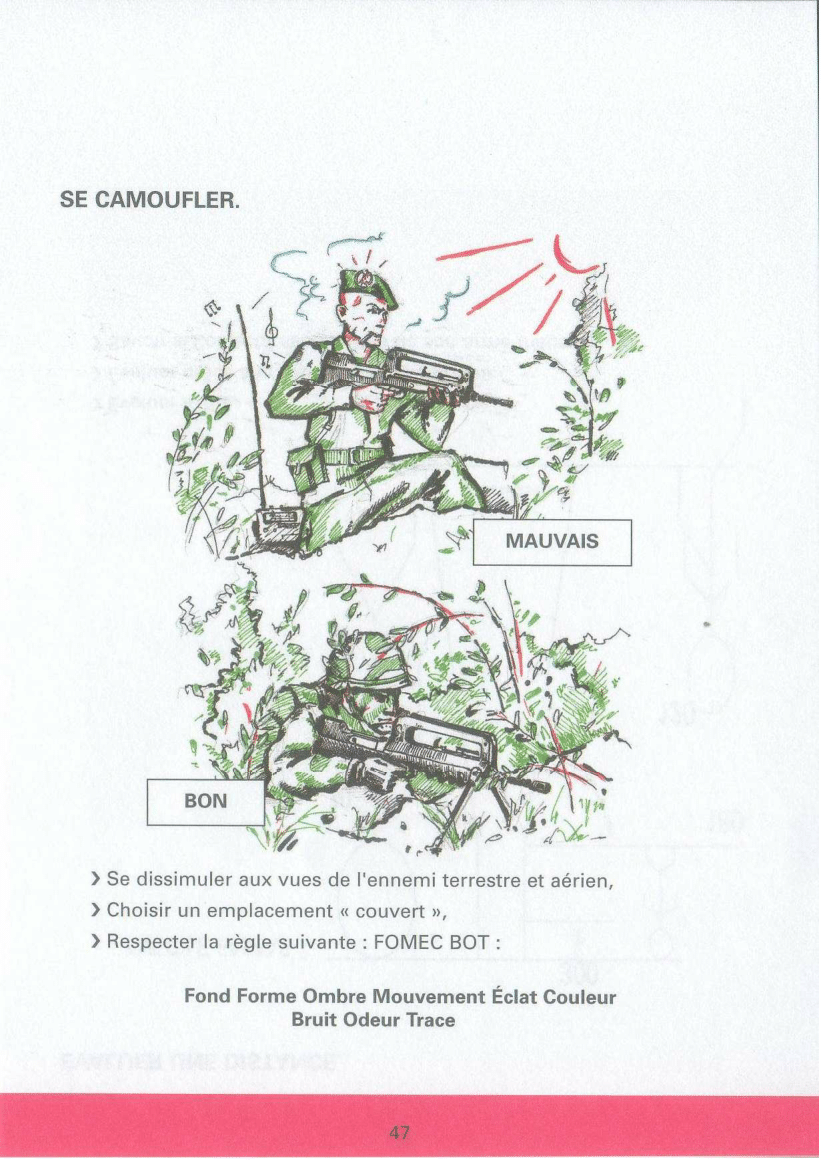 SE CAMOUFLER.
MAUVAIS
BON
❯ Se dissimuler aux vues de l'ennemi terrestre et aérien,
❯ Choisir un emplacement « couvert »,
❯ Respecter la règle suivante : FOMEC BOT :
Fond Forme Ombre Mouvement Éclat Couleur
Bruit Odeur Trace
47